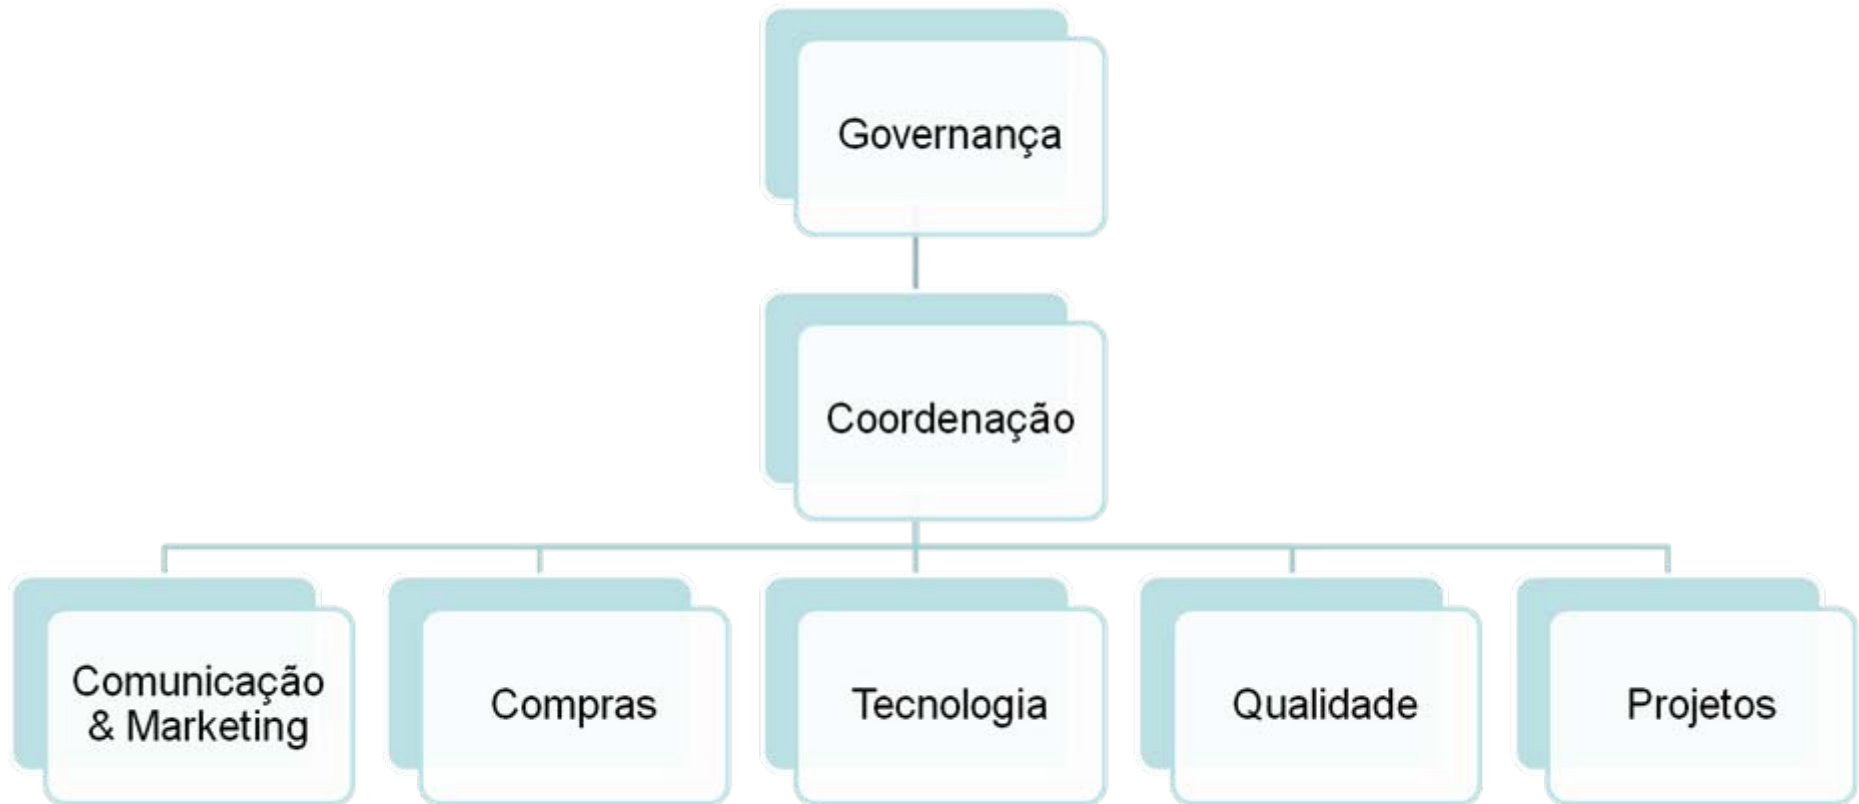 Governança
Coordenação
Comunicação
& Marketing
Compras
Tecnologia
Qualidade
Projetos